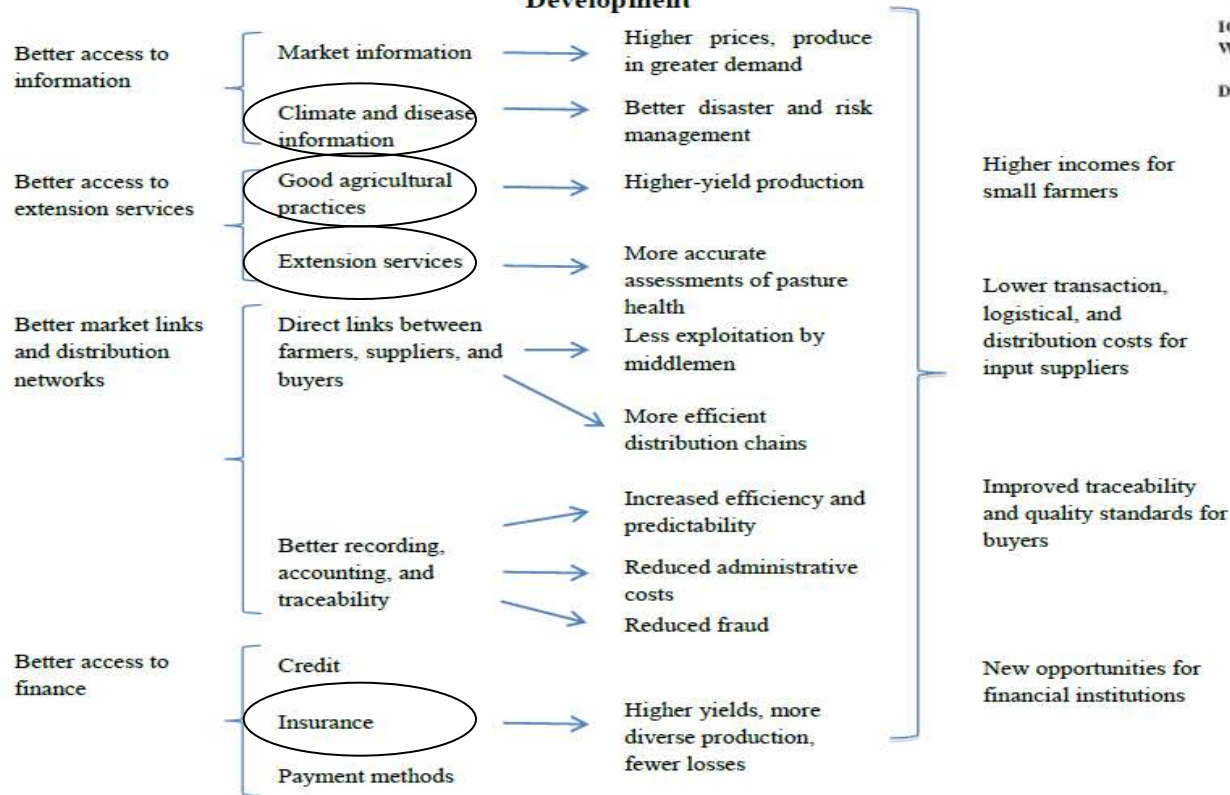 Development
Better access to
information
Market information
Higher prices, produce
in greater demand
Climate and disease
information
Better disaster and risk
management
Better access to
extension services
Good agricultural
practices
Higher-yield production
Extension services
More accurate
assessments of pasture
health
Better market links
and distribution
networks
Direct links between
farmers, suppliers, and
buyers
Less exploitation by
middlemen
More efficient
distribution chains
Better recording,
accounting, and
traceability
Increased efficiency and
predictability
Reduced administrative
costs
Reduced fraud
Better access to
finance
Credit
Insurance
Higher yields, more
diverse production,
fewer losses
Payment methods
Higher incomes for
small farmers
Lower transaction,
logistical, and
distribution costs for
input suppliers
Improved traceability
and quality standards for
buyers
New opportunities for
financial institutions